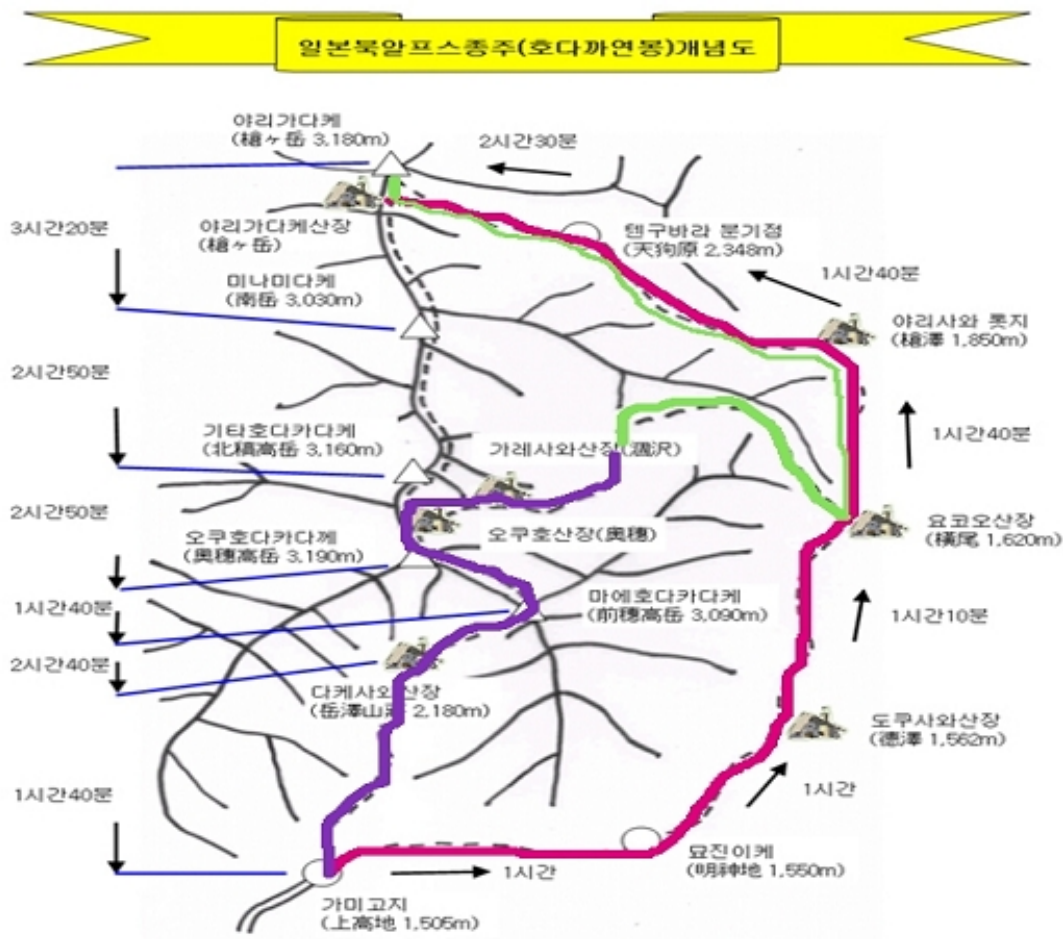 일본북알프스종주(호다까연봉)개념도
야리가다케
(槍ヶ岳 3,180m)
2시간30분
3시간20분
야리가다케산장
(槍ヶ岳)
텐구바라 분기점
(天狗原 2,348m)
미나미다케
(南岳 3,030m)
1시간40분
야리사와 롯지
(槍澤 1,850m)
2시간50분
기타호다카다케
(北穐高岳 3,160m)
가레사와산장(涸沢)
1시간40분
2시간50분
오쿠호다카다께
(奥穗高岳 3,190m)
오쿠호산장(奥穗)
요코오산장
(橫尾 1,620m)
1시간40분
마에호다카다케
(前穗高岳 3,090m)
1시간10분
2시간40분
다케사와산장
(岳澤山莊 2,180m)
도쿠사와산장
(德澤 1,562m)
1시간40분
1시간
묘진이케
(明神地 1,550m)
1시간
가미고지
(上高地 1,505m)